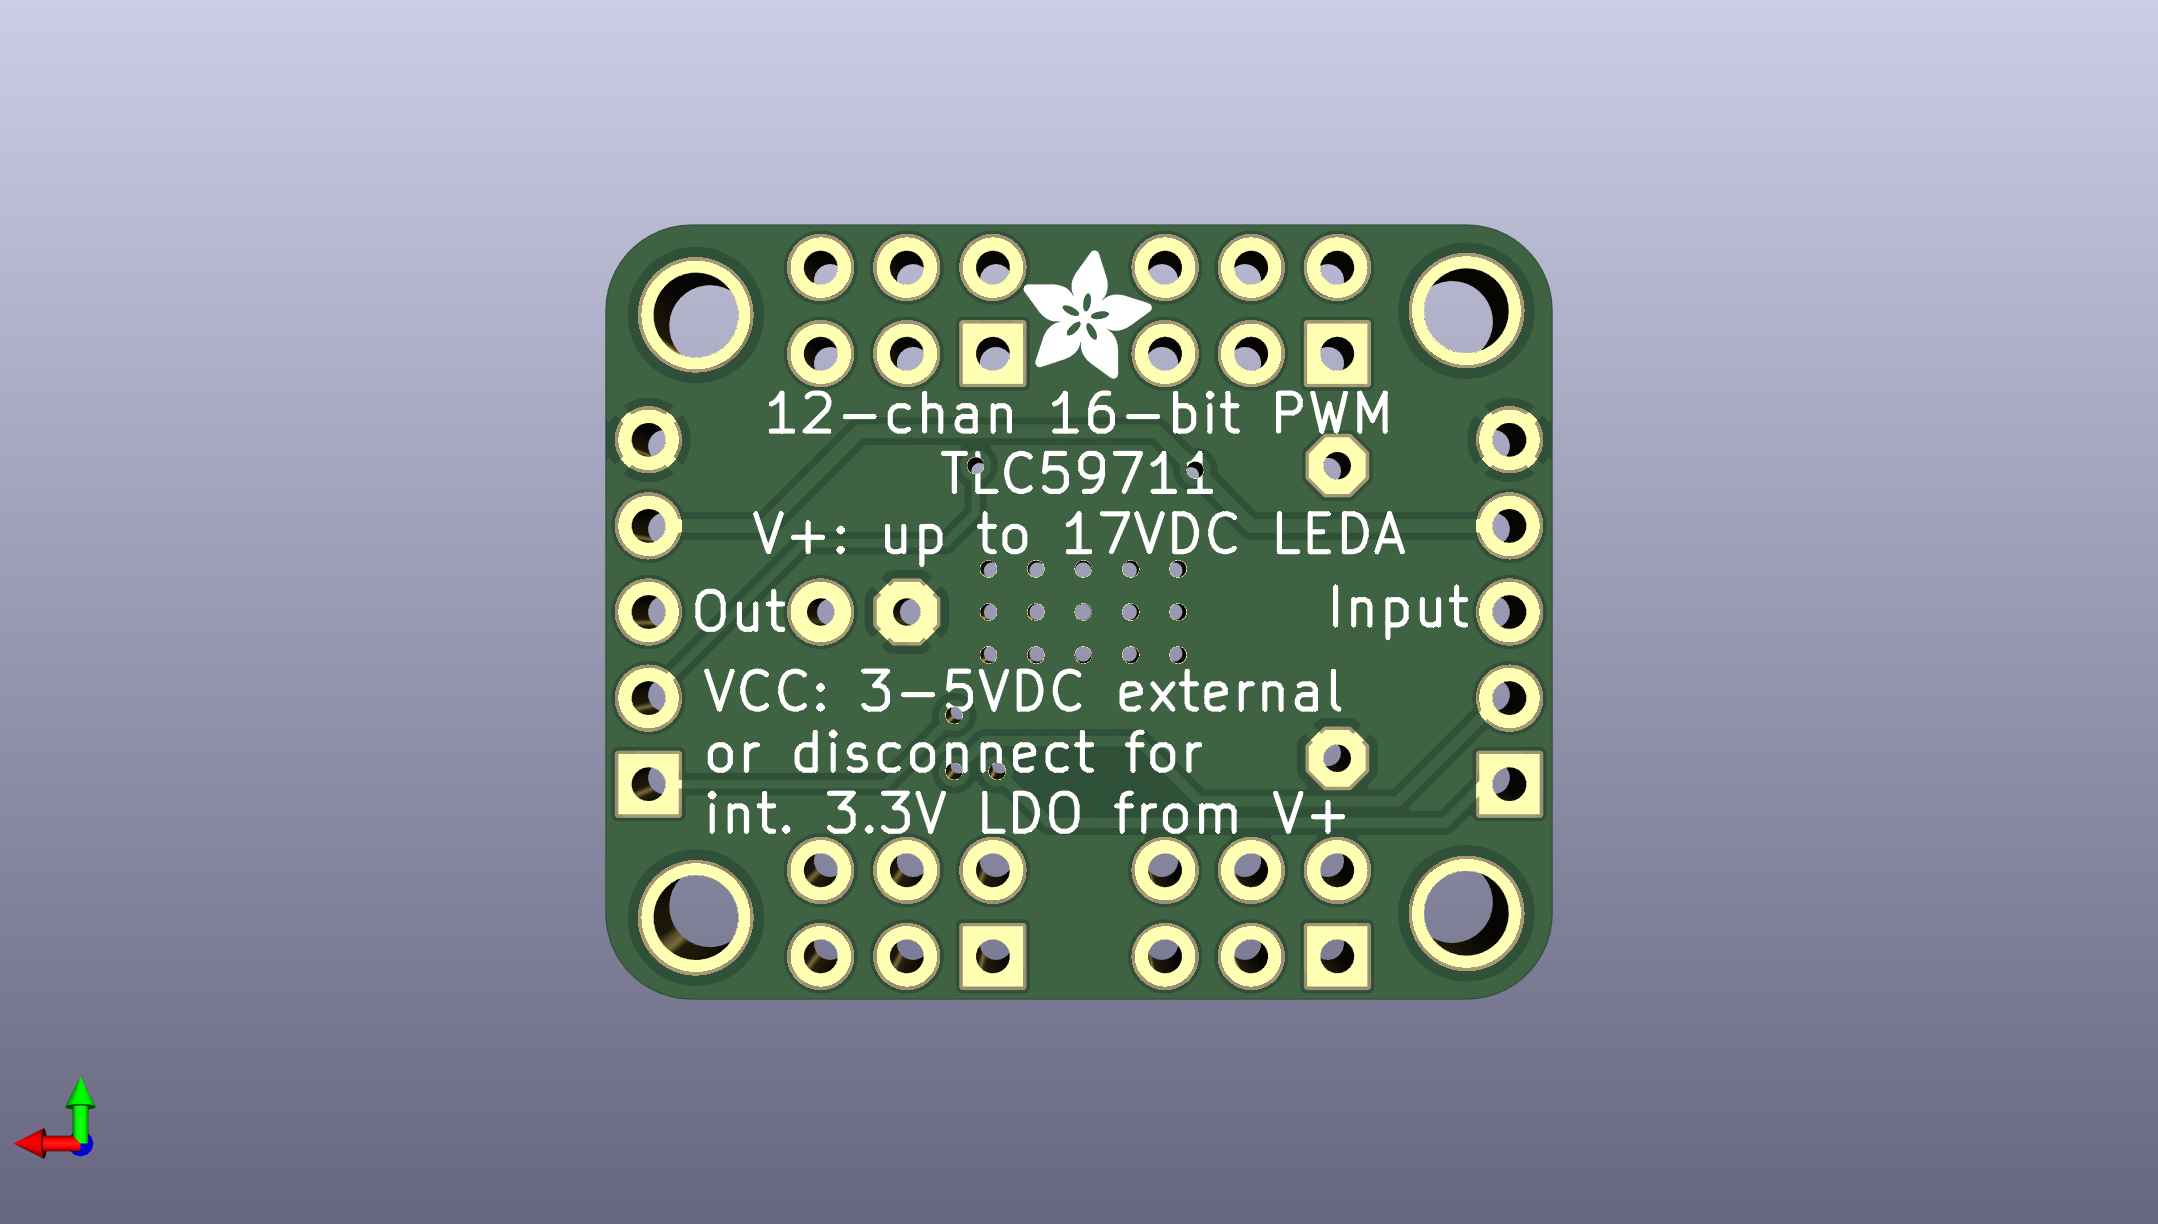 12-chan 16-bit PWM
TLC59711
V+: up to 17VDC LEDA
Out
Input
VCC: 3-5VDC external
or disconnect for
int. 3.3V LDO from V+